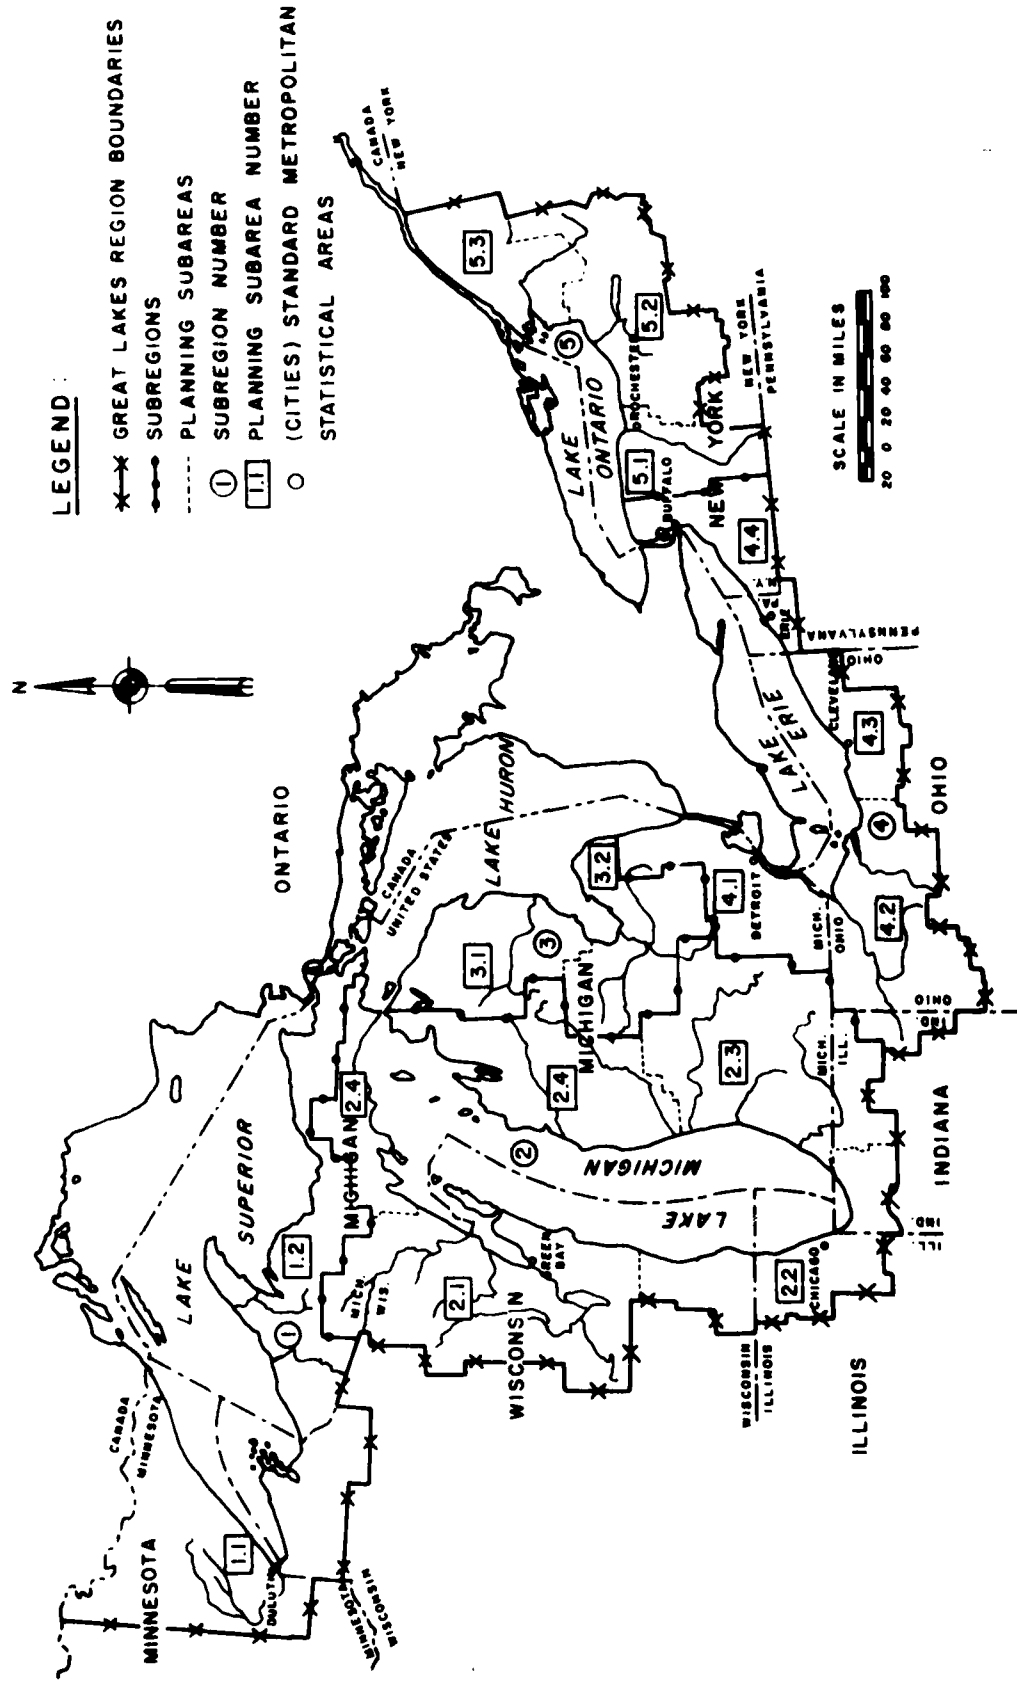 LEGEND:
GREAT LAKES REGION BOUNDARIES
SUBREGIONS
PLANNING SUBAREAS
1 SUBREGION NUMBER
1.1 PLANNING SUBAREA NUMBER
(CITIES) STANDARD METROPOLITAN
STATISTICAL AREAS
N
ONTARIO
CANADA
MINNESOTA
MINNESOTA
1.1
DULUTH
MINNESOTA
WISCONSIN
LAKE
SUPERIOR
1
1.2
MICHIGAN
2.4
MICH.
WIS.
2.1
WISCONSIN
GREEN
BAY
WISCONSIN
ILLINOIS
2.2
CHICAGO
ILLINOIS
ILL.
IND.
INDIANA
LAKE
MICHIGAN
2
2.4
MICHIGAN
2.3
MICH.
ILL.
3.1
3
3.2
CANADA
UNITED STATES
LAKE
HURON
4.1
DETROIT
MICH.
OHIO
4.2
OHIO
IND.
4
OHIO
4.3
CLEVELAND
LAKE
ERIE
OHIO
PENNSYLVANIA
ERIE
PA.
N.Y.
4.4
NEW
YORK
BUFFALO
5.1
ROCHESTER
5.2
LAKE
ONTARIO
5
5.3
CANADA
NEW YORK
NEW YORK
PENNSYLVANIA
SCALE IN MILES
20 0 20 40 60 80 100